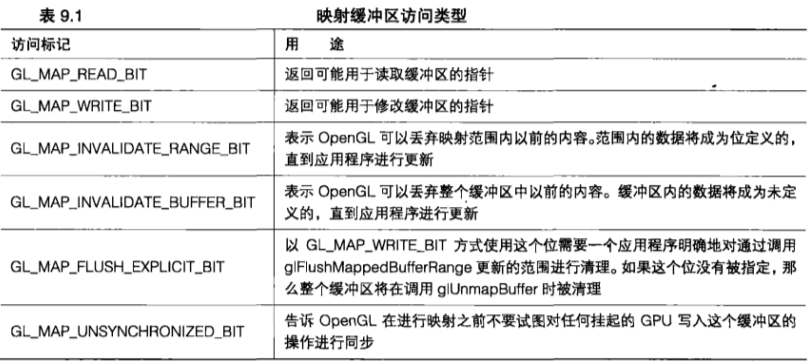 表 9.1 映射缓冲区访问类型
访问标记 用 途
GL_MAP_READ_BIT 返回可能用于读取缓冲区的指针
GL_MAP_WRITE_BIT 返回可能用于修改缓冲区的指针
GL_MAP_INVALIDATE_RANGE_BIT 表示 OpenGL 可以丢弃映射范围内以前的内容。范围内的数据将成为位定义的，
直到应用程序进行更新
GL_MAP_INVALIDATE_BUFFER_BIT 表示 OpenGL 可以丢弃整个缓冲区中以前的内容。缓冲区内的数据将成为未定
义的，直到应用程序进行更新
GL_MAP_FLUSH_EXPLICIT_BIT 以 GL_MAP_WRITE_BIT 方式使用这个位需要一个应用程序明确地对通过调用
glFlushMappedBufferRange 更新的范围进行清理。如果这个位没有被指定，那
么整个缓冲区将在调用 glUnmapBuffer 时被清理
GL_MAP_UNSYNCHRONIZED_BIT 告诉 OpenGL 在进行映射之前不要试图对任何挂起的 GPU 写入这个缓冲区的
操作进行同步